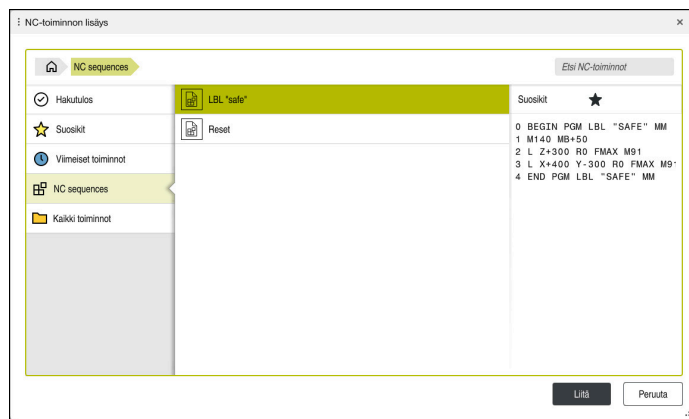 NC-toiminnon lisäys
NC sequences
Etsi NC-toiminnot
Hakutulos
Suosikit
Viimeiset toiminnot
NC sequences
Kaikki toiminnot
LBL "safe"
Reset
Suosikit
0 BEGIN PGM LBL "SAFE" MM
1 M140 MB+50
2 L Z+300 R0 FMAX M91
3 L X+400 Y-300 R0 FMAX M9
4 END PGM LBL "SAFE" MM
Liitä
Peruuta